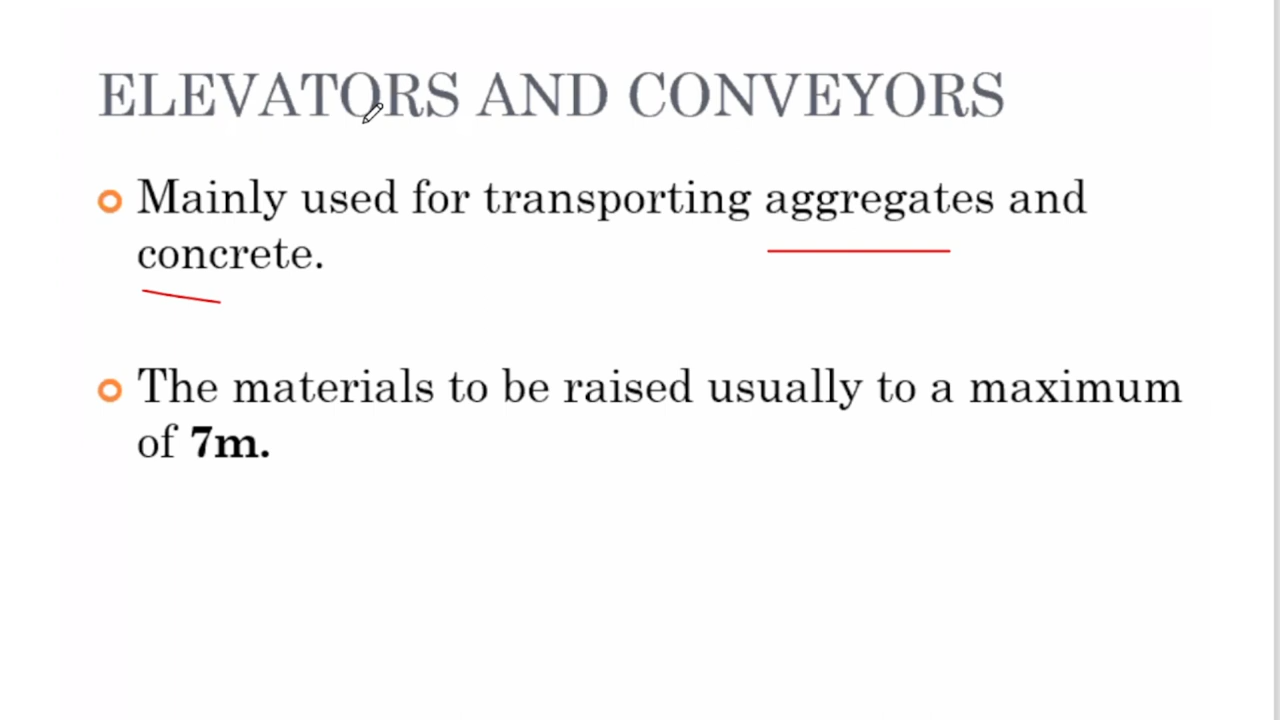 ELEVATORS AND CONVEYORS
Mainly used for transporting aggregates and
concrete.
The materials to be raised usually to a maximum
of 7m.